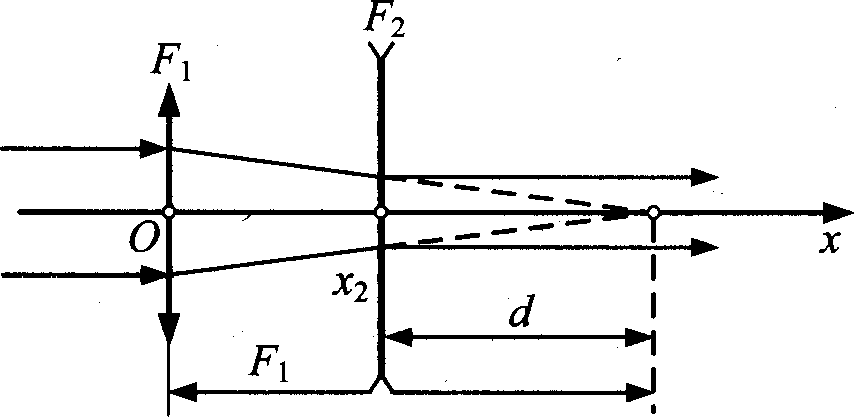 F₂
F₁
O
x
x₂
d
F₁